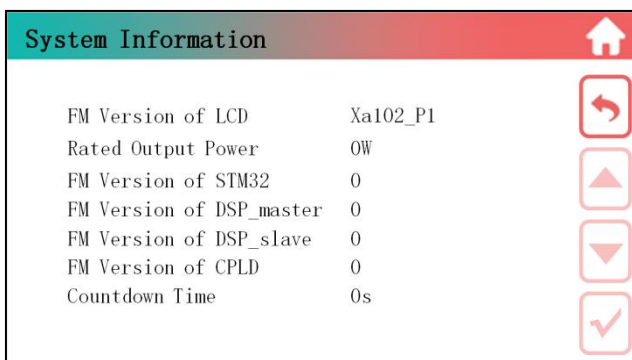 System Information
FM Version of LCD Xa102_P1
Rated Output Power 0W
FM Version of STM32 0
FM Version of DSP_master 0
FM Version of DSP_slave 0
FM Version of CPLD 0
Countdown Time 0s